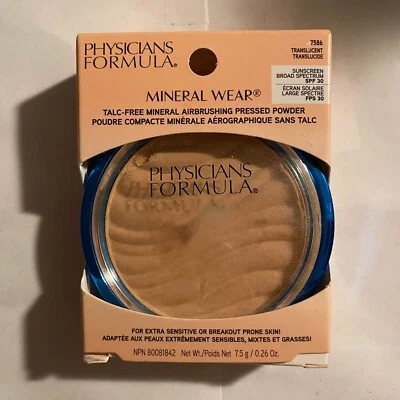 PHYSICIANS
FORMULA®
7586
TRANSLUCENT
TRANSLUCIDE
SUNSCREEN
BROAD SPECTRUM
SPF 30
ÉCRAN SOLAIRE
LARGE SPECTRE
FPS 30
MINERAL WEAR®
TALC-FREE MINERAL AIRBRUSHING PRESSED POWDER
POUDRE COMPACTE MINÉRALE AÉROGRAPHIQUE SANS TALC
PHYSICIANS
FORMULA®
FOR EXTRA SENSITIVE OR BREAKOUT PRONE SKIN!
ADAPTÉE AUX PEAUX EXTRÊMEMENT SENSIBLES, MIXTES ET GRASSES!
NPN 80081842 Net Wt./Poids Net 7.5 g / 0.26 Oz.